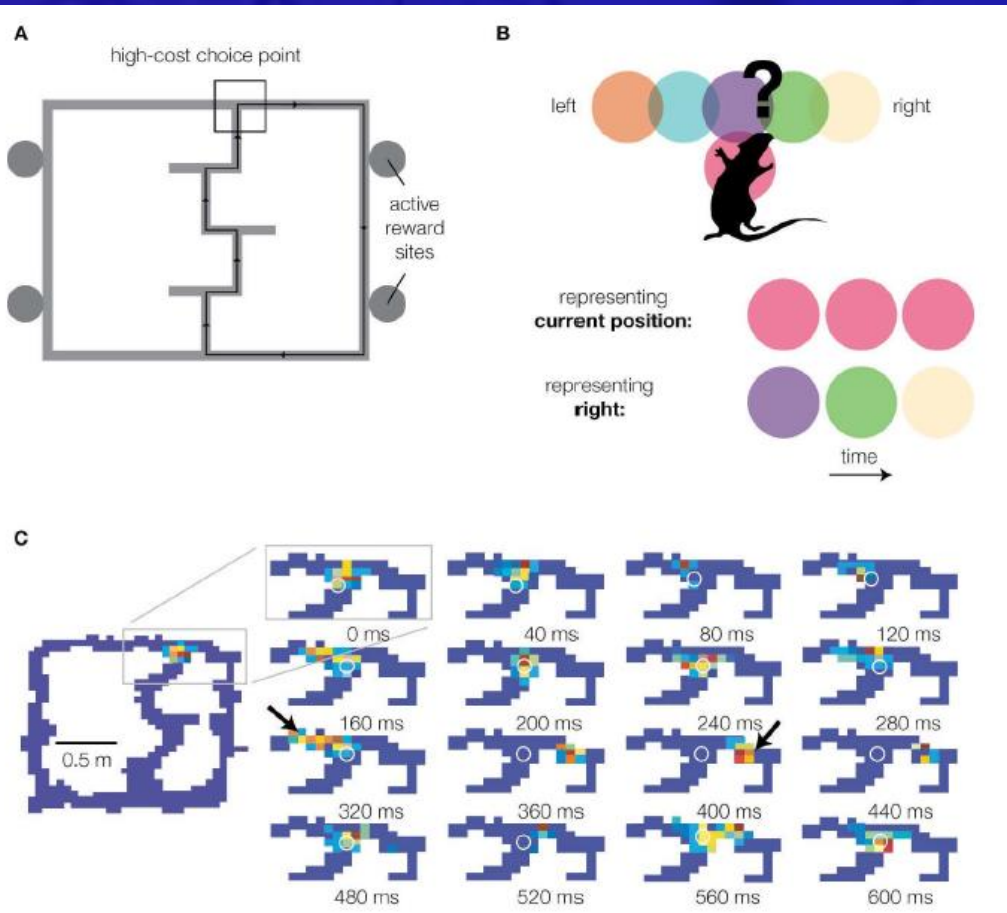 A
high-cost choice point
active
reward
sites
B
left
?
right
representing
current position:
representing
right:
time
C
0.5 m
0 ms
40 ms
80 ms
120 ms
160 ms
200 ms
240 ms
280 ms
320 ms
360 ms
400 ms
440 ms
480 ms
520 ms
560 ms
600 ms